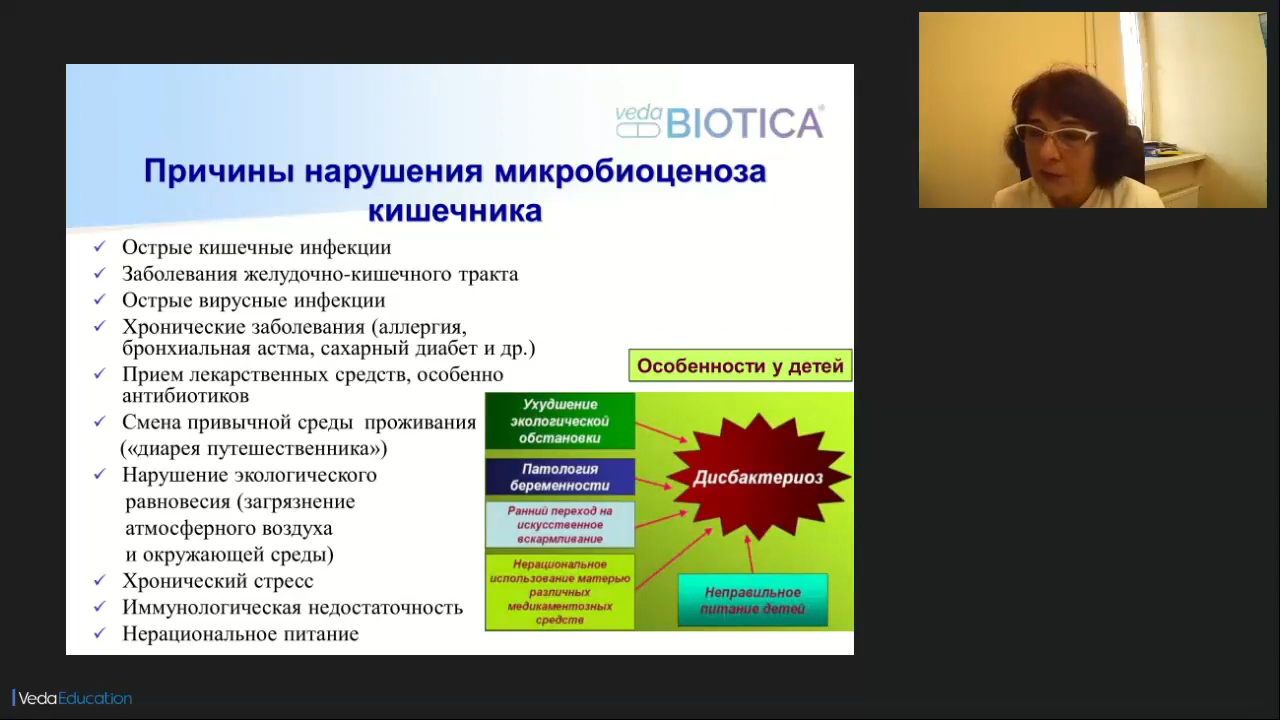 veda
BIOTICA®
Причины нарушения микробиоценоза
кишечника
✓ Острые кишечные инфекции
✓ Заболевания желудочно-кишечного тракта
✓ Острые вирусные инфекции
✓ Хронические заболевания (аллергия,
бронхиальная астма, сахарный диабет и др.)
✓ Прием лекарственных средств, особенно
антибиотиков
✓ Смена привычной среды проживания
(«диарея путешественника»)
✓ Нарушение экологического
равновесия (загрязнение
атмосферного воздуха
и окружающей среды)
✓ Хронический стресс
✓ Иммунологическая недостаточность
✓ Нерациональное питание
Особенности у детей
Ухудшение
экологической
обстановки
Патология
беременности
Ранний переход на
искусственное
вскармливание
Нерациональное
использование матерью
различных
медикаментозных
средств
Дисбактериоз
Неправильное
питание детей
VedaEducation